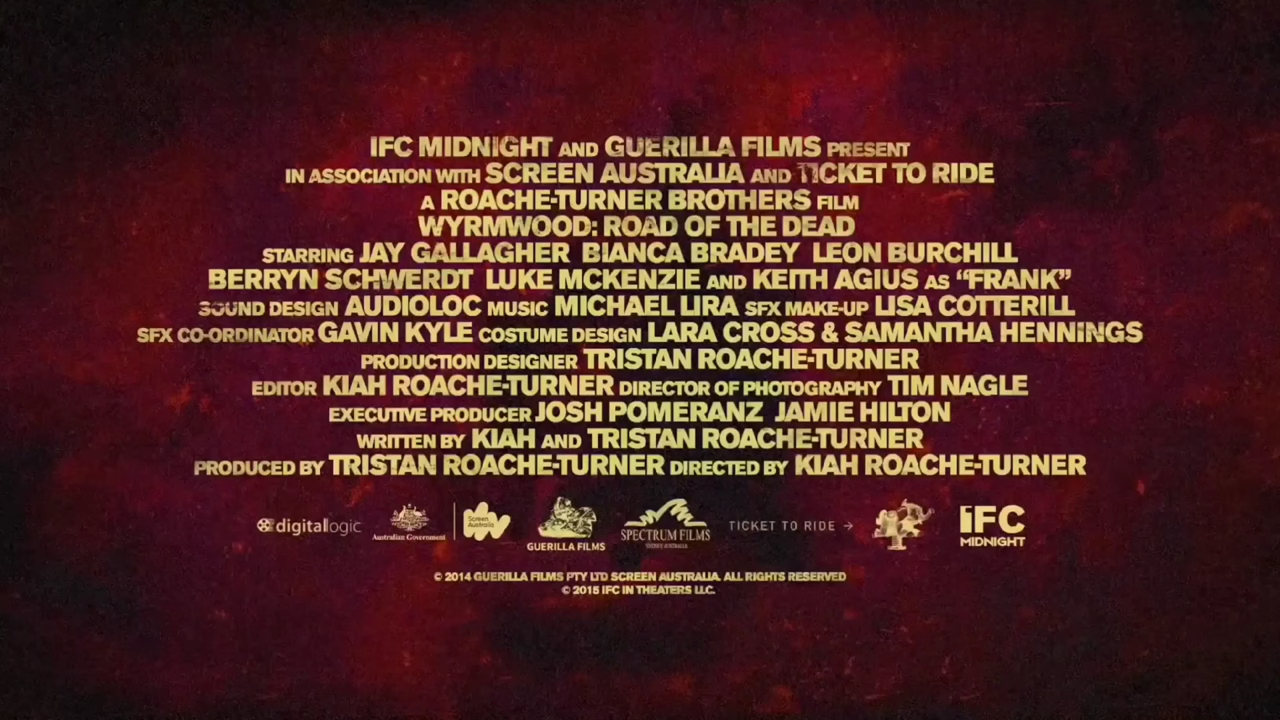 IFC MIDNIGHT AND GUERILLA FILMS PRESENT
IN ASSOCIATION WITH SCREEN AUSTRALIA AND TICKET TO RIDE
A ROACHE-TURNER BROTHERS FILM
WYRMWOOD: ROAD OF THE DEAD
STARRING JAY GALLAGHER BIANCA BRADEY LEON BURCHILL
BERRYN SCHWERDT LUKE MCKENZIE AND KEITH AGIUS AS “FRANK”
SOUND DESIGN AUDIOLOC MUSIC MICHAEL LIRA SFX MAKE-UP LISA COTTERILL
SFX CO-ORDINATOR GAVIN KYLE COSTUME DESIGN LARA CROSS & SAMANTHA HENNINGS
PRODUCTION DESIGNER TRISTAN ROACHE-TURNER
EDITOR KIAH ROACHE-TURNER DIRECTOR OF PHOTOGRAPHY TIM NAGLE
EXECUTIVE PRODUCER JOSH POMERANZ JAMIE HILTON
WRITTEN BY KIAH AND TRISTAN ROACHE-TURNER
PRODUCED BY TRISTAN ROACHE-TURNER DIRECTED BY KIAH ROACHE-TURNER
digitallogic
Australian Government
Screen Australia
GUERILLA FILMS
SPECTRUM FILMS
SYDNEY AUSTRALIA
TICKET TO RIDE →
IFC
MIDNIGHT
© 2014 GUERILLA FILMS PTY LTD SCREEN AUSTRALIA. ALL RIGHTS RESERVED
© 2015 IFC IN THEATERS LLC.